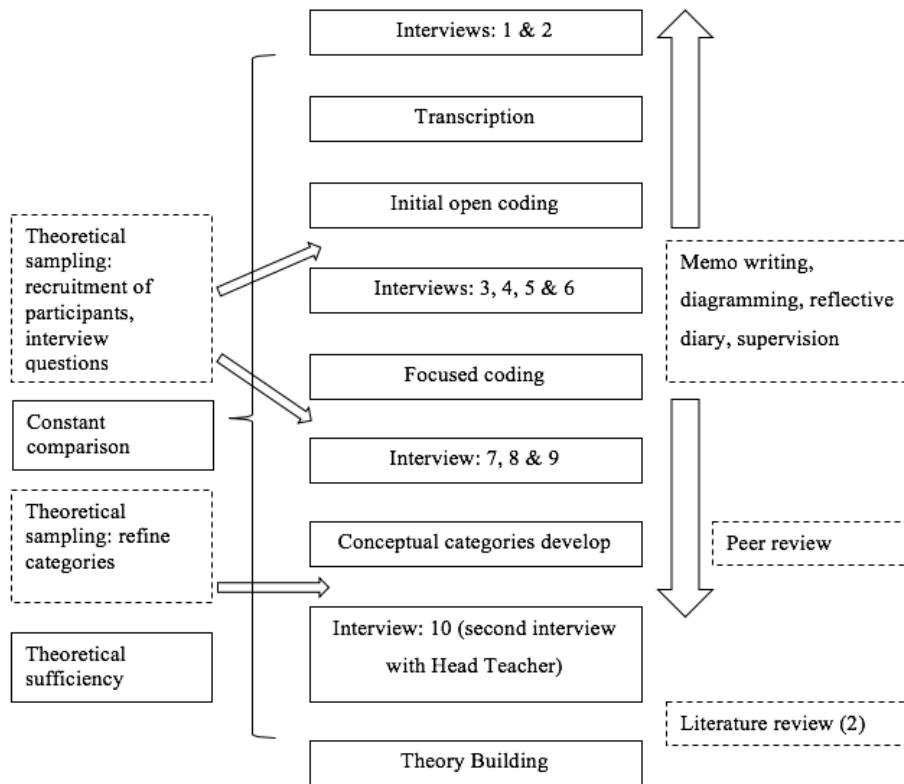 Interviews: 1 & 2
Transcription
Initial open coding
Theoretical
sampling:
recruitment of
participants,
interview
questions
Interviews: 3, 4, 5 & 6
Memo writing,
diagramming, reflective
diary, supervision
Focused coding
Constant
comparison
Interview: 7, 8 & 9
Theoretical
sampling: refine
categories
Conceptual categories develop
Peer review
Interview: 10 (second interview
with Head Teacher)
Theoretical
sufficiency
Literature review (2)
Theory Building